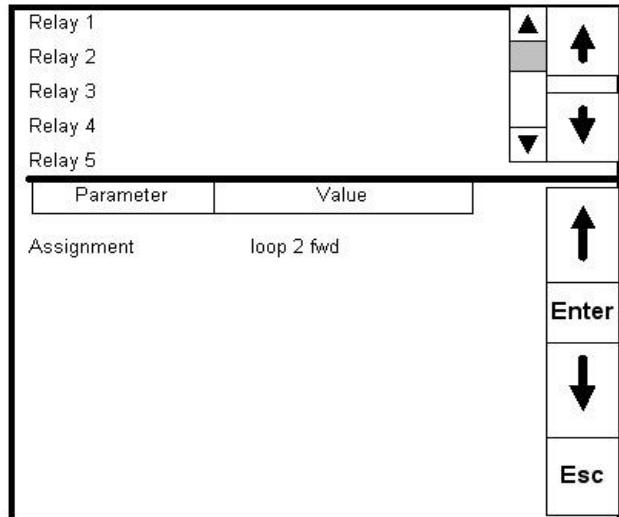 Relay 1
Relay 2
Relay 3
Relay 4
Relay 5
Parameter Value
Assignment loop 2 fwd
Enter
Esc